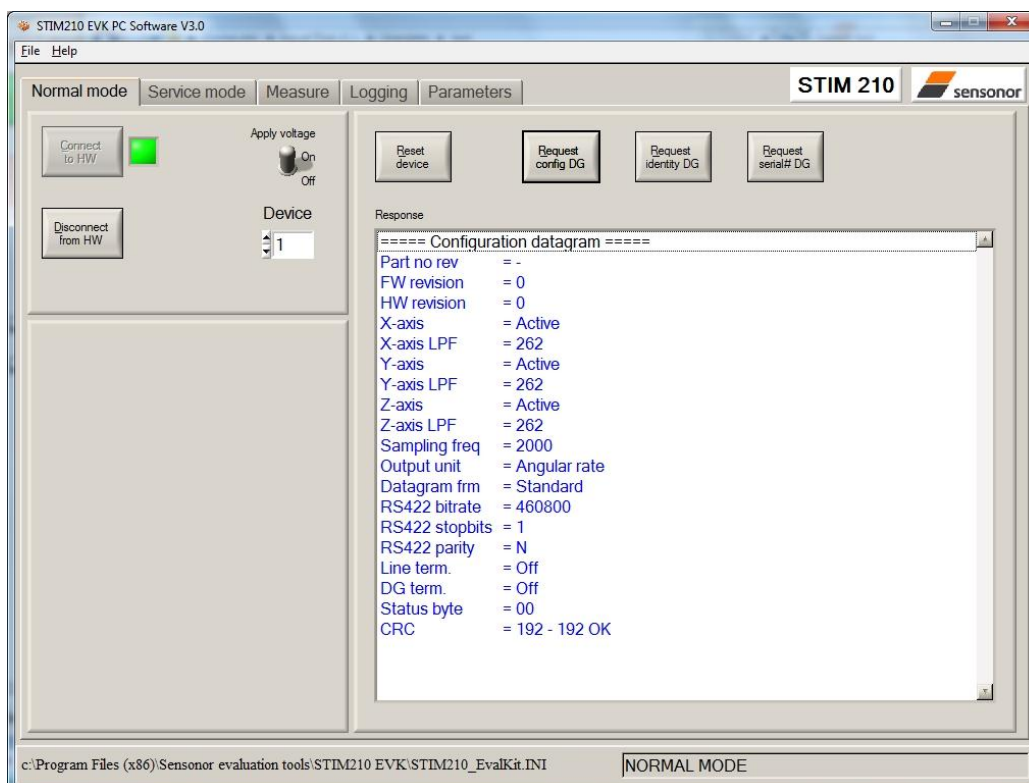 STIM210 EVK PC Software V3.0
File Help
Normal mode Service mode Measure Logging Parameters
STIM 210
sensonor
Connect
to HW
Apply voltage
On
Off
Disconnect
from HW
Device
1
Reset
device
Request
config DG
Request
identity DG
Request
serial# DG
Response
===== Configuration datagram =====
Part no rev = -
FW revision = 0
HW revision = 0
X-axis = Active
X-axis LPF = 262
Y-axis = Active
Y-axis LPF = 262
Z-axis = Active
Z-axis LPF = 262
Sampling freq = 2000
Output unit = Angular rate
Datagram frm = Standard
RS422 bitrate = 460800
RS422 stopbits = 1
RS422 parity = N
Line term. = Off
DG term. = Off
Status byte = 00
CRC = 192 - 192 OK
c:\Program Files (x86)\Sensonor evaluation tools\STIM210 EVK\STIM210_EvalKit.INI
NORMAL MODE